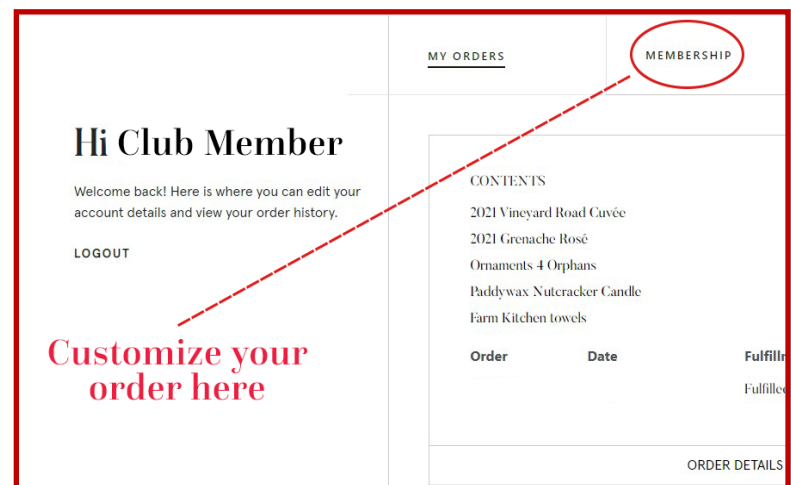 MY ORDERS
MEMBERSHIP
Hi Club Member
Welcome back! Here is where you can edit your
account details and view your order history.
LOGOUT
CONTENTS
2021 Vineyard Road Cuvée
2021 Grenache Rosé
Ornaments 4 Orphans
Paddywax Nutcracker Candle
Farm Kitchen towels
Customize your
order here
Order Date
ORDER DETAILS